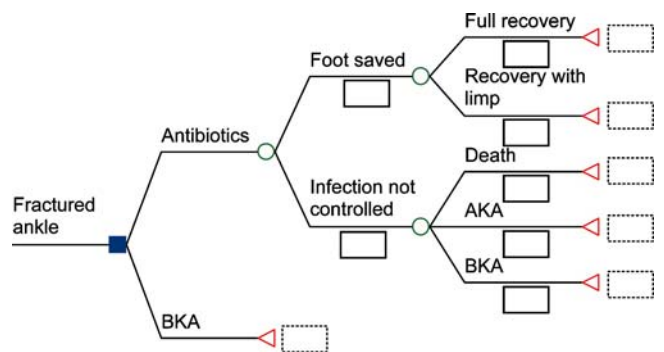 Full recovery
Foot saved
Recovery with
limp
Antibiotics
Death
Infection not
controlled
AKA
Fractured
ankle
BKA
BKA